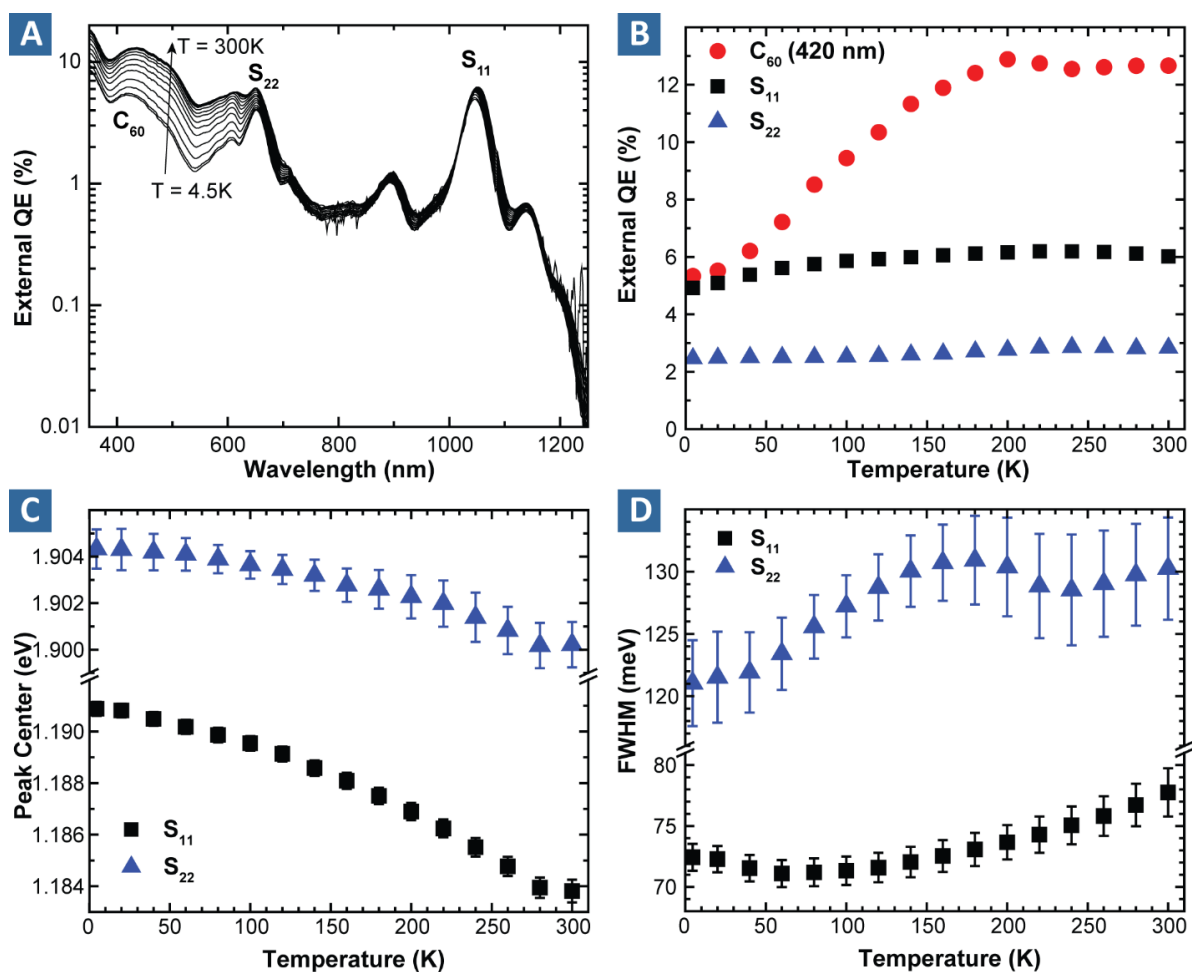 A
T = 300K
S22
S11
C60
T = 4.5K
External QE (%)
10
1
0.1
0.01
400 600 800 1000 1200
Wavelength (nm)
B
C60 (420 nm)
S11
S22
External QE (%)
12
10
8
6
4
2
0
0 50 100 150 200 250 300
Temperature (K)
C
Peak Center (eV)
1.904
1.902
1.900
1.190
1.188
1.186
1.184
S11
S22
0 50 100 150 200 250 300
Temperature (K)
D
S11
S22
FWHM (meV)
130
125
120
80
75
70
0 50 100 150 200 250 300
Temperature (K)